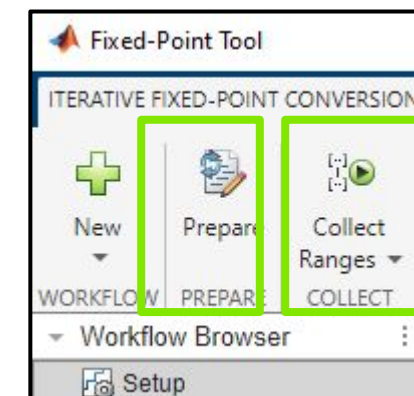 Fixed-Point Tool
ITERATIVE FIXED-POINT CONVERSION
New Prepare Collect
Ranges
WORKFLOW PREPARE COLLECT
Workflow Browser
Setup